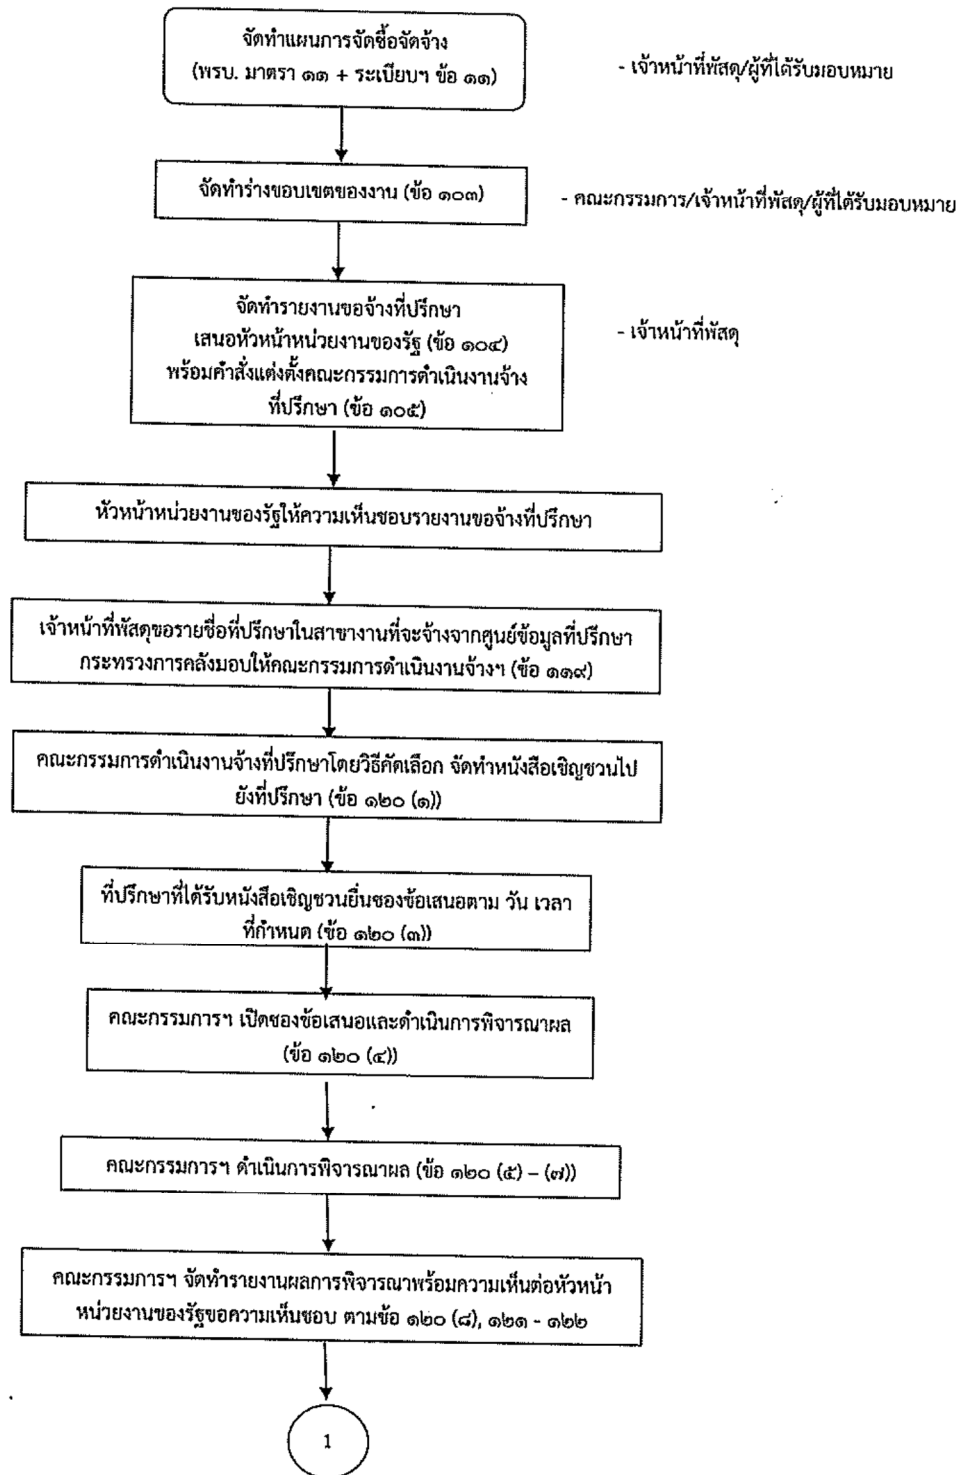 จัดทำแผนการจัดซื้อจัดจ้าง
(พรบ. มาตรา ๑๑ + ระเบียบฯ ข้อ ๑๑)
- เจ้าหน้าที่พัสดุ/ผู้ที่ได้รับมอบหมาย
จัดทำร่างขอบเขตของงาน (ข้อ ๑๐๓)
- คณะกรรมการ/เจ้าหน้าที่พัสดุ/ผู้ที่ได้รับมอบหมาย
จัดทำรายงานขอจ้างที่ปรึกษา
เสนอหัวหน้าหน่วยงานของรัฐ (ข้อ ๑๐๔)
พร้อมคำสั่งแต่งตั้งคณะกรรมการดำเนินงานจ้าง
ที่ปรึกษา (ข้อ ๑๐๕)
- เจ้าหน้าที่พัสดุ
หัวหน้าหน่วยงานของรัฐให้ความเห็นชอบรายงานขอจ้างที่ปรึกษา
เจ้าหน้าที่พัสดุขอรายชื่อที่ปรึกษาในสาขางานที่จะจ้างจากศูนย์ข้อมูลที่ปรึกษา
กระทรวงการคลังมอบให้คณะกรรมการดำเนินงานจ้างฯ (ข้อ ๑๑๙)
คณะกรรมการดำเนินงานจ้างที่ปรึกษาโดยวิธีคัดเลือก จัดทำหนังสือเชิญชวนไป
ยังที่ปรึกษา (ข้อ ๑๒๐ (๑))
ที่ปรึกษาที่ได้รับหนังสือเชิญชวนยื่นซองข้อเสนอตาม วัน เวลา
ที่กำหนด (ข้อ ๑๒๐ (๓))
คณะกรรมการฯ เปิดซองข้อเสนอและดำเนินการพิจารณาผล
(ข้อ ๑๒๐ (๔))
คณะกรรมการฯ ดำเนินการพิจารณาผล (ข้อ ๑๒๐ (๕) – (๗))
คณะกรรมการฯ จัดทำรายงานผลการพิจารณาพร้อมความเห็นต่อหัวหน้า
หน่วยงานของรัฐขอความเห็นชอบ ตามข้อ ๑๒๐ (๘), ๑๒๑ - ๑๒๒
1